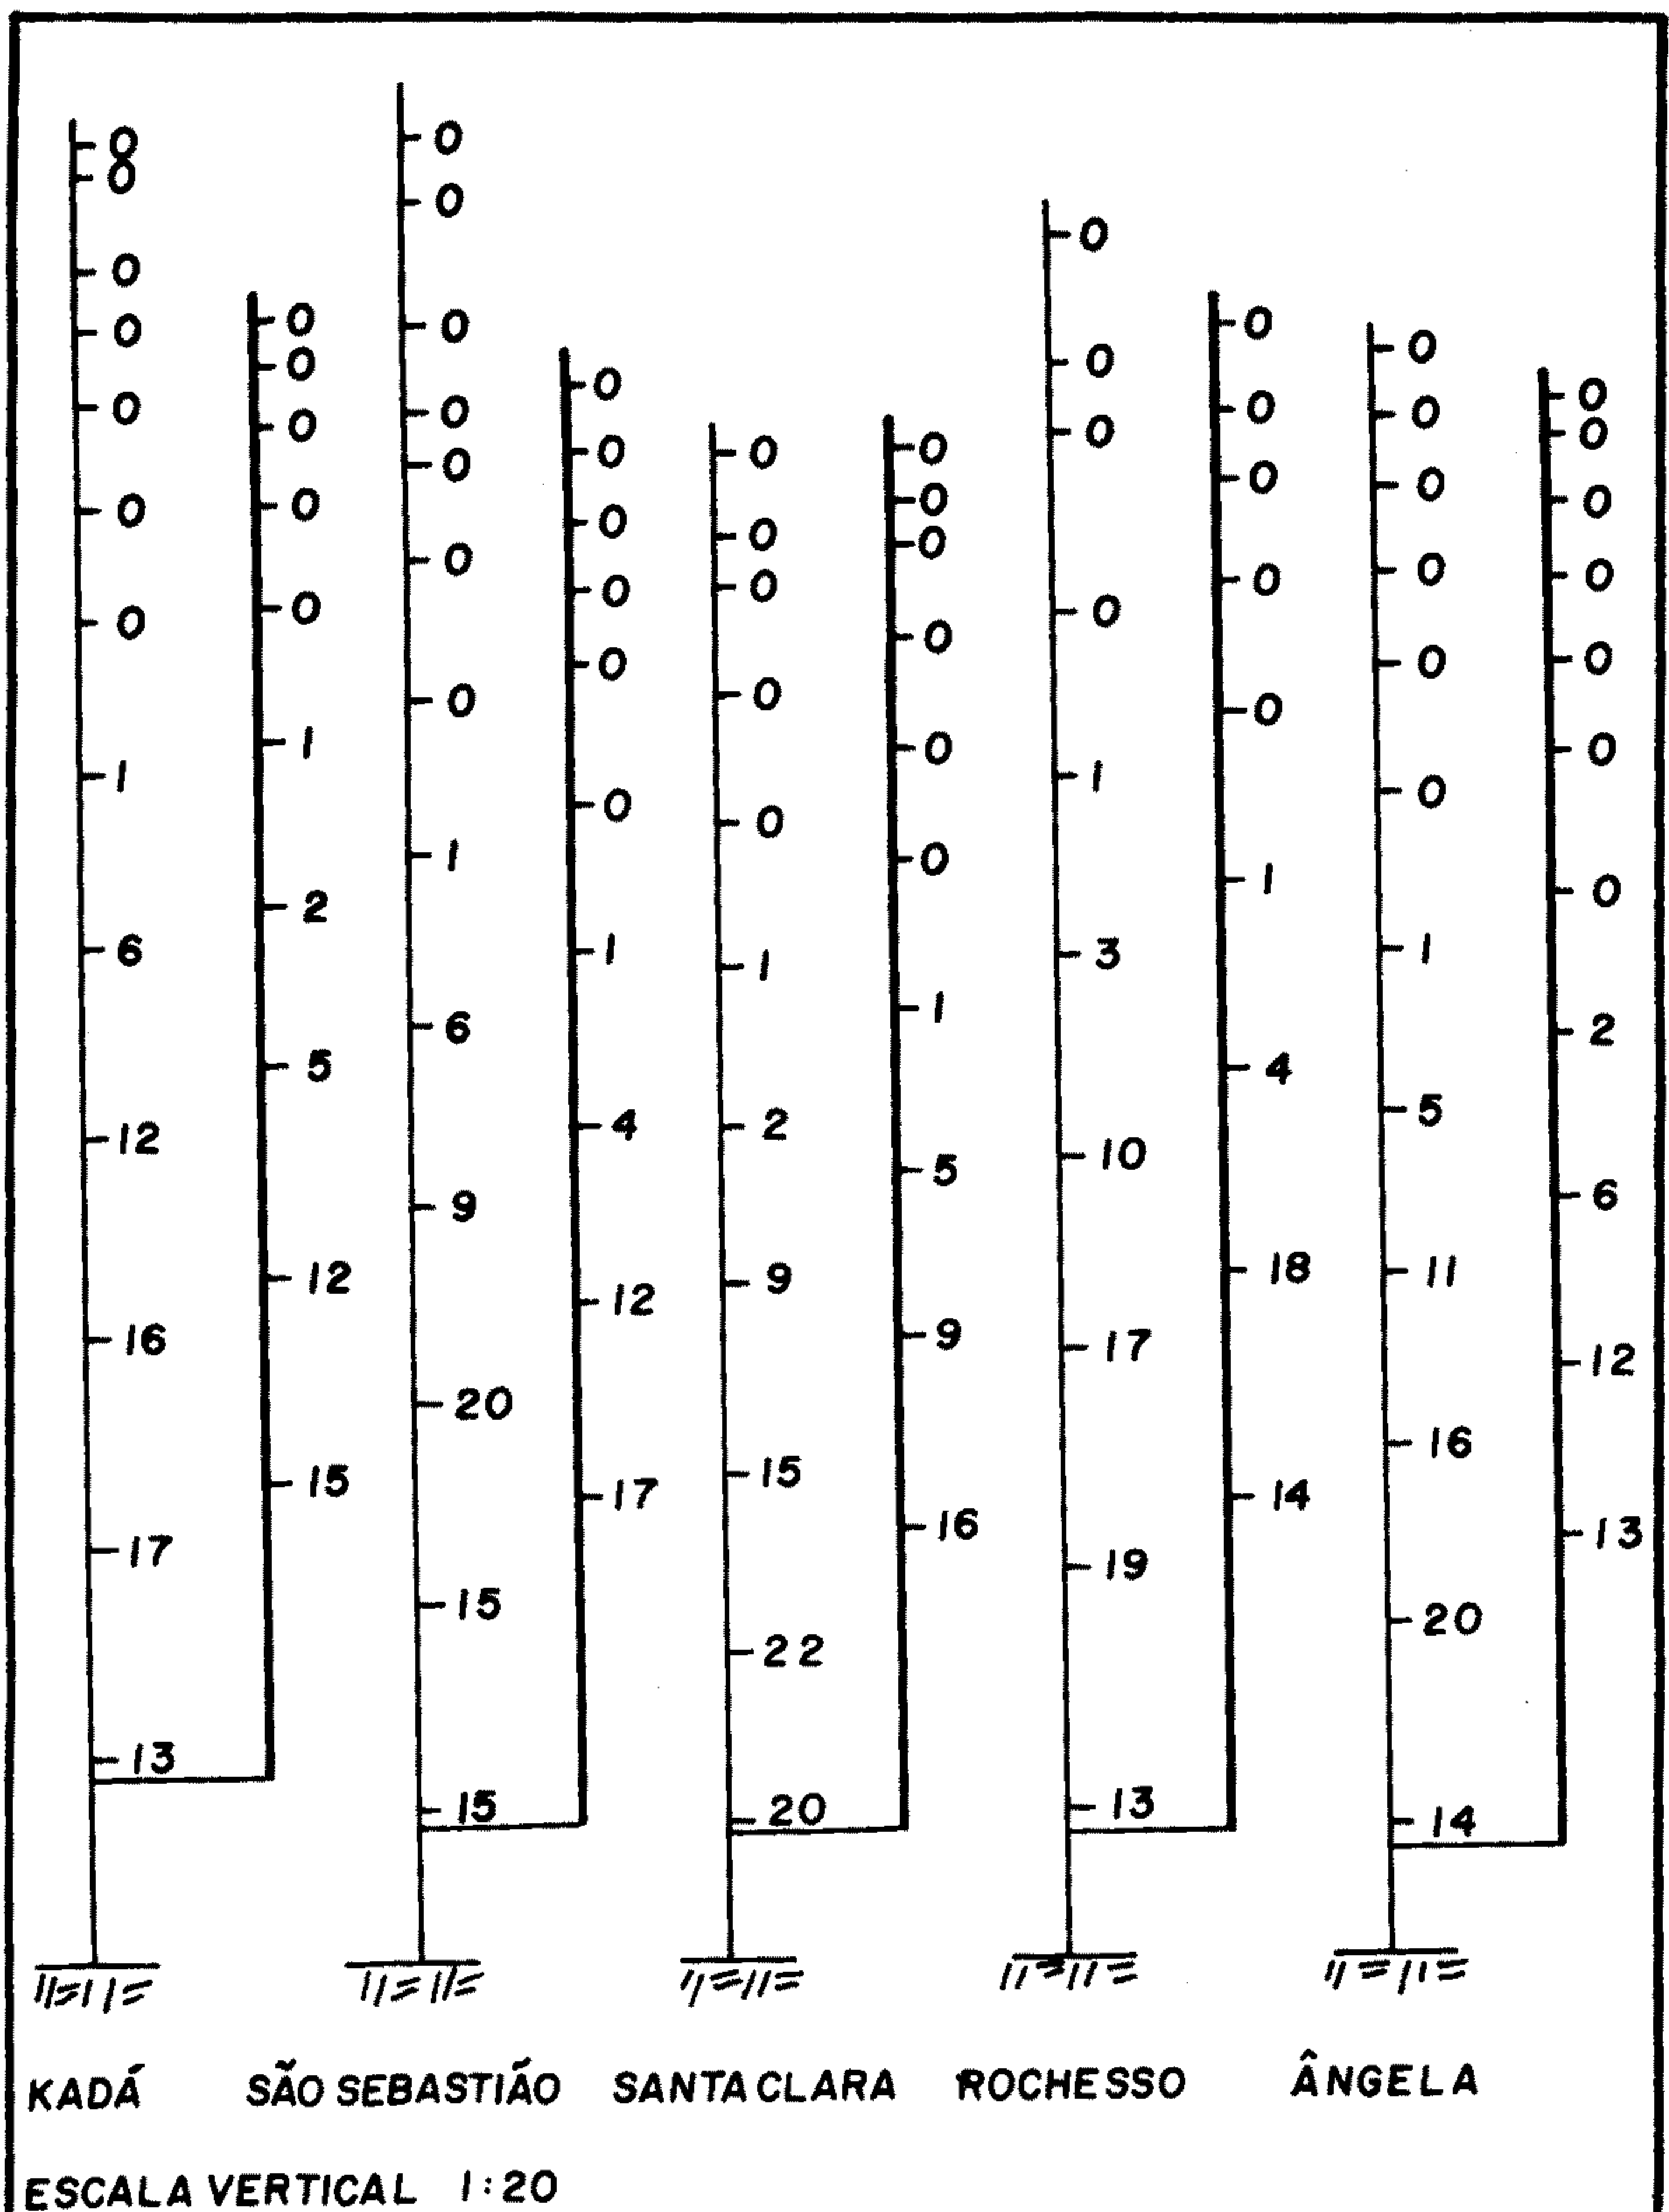 0 0 0 0 0 0 0 1 6 12 16 17 13
0 0 0 0 0 1 2 5 12 15
0 0 0 0 0 0 0 1 6 9 20 15 15
0 0 0 0 0 0 1 4 12 17
0 0 0 0 0 1 2 9 15 22 20
0 0 0 0 0 0 1 5 9 16
0 0 0 0 1 3 10 17 19 13
0 0 0 0 0 1 4 18 14
0 0 0 0 0 0 1 5 11 16 20 14
0 0 0 0 0 0 0 2 6 12 13
KADÁ SÃO SEBASTIÃO SANTA CLARA ROCHESSO ÂNGELA
ESCALA VERTICAL 1:20